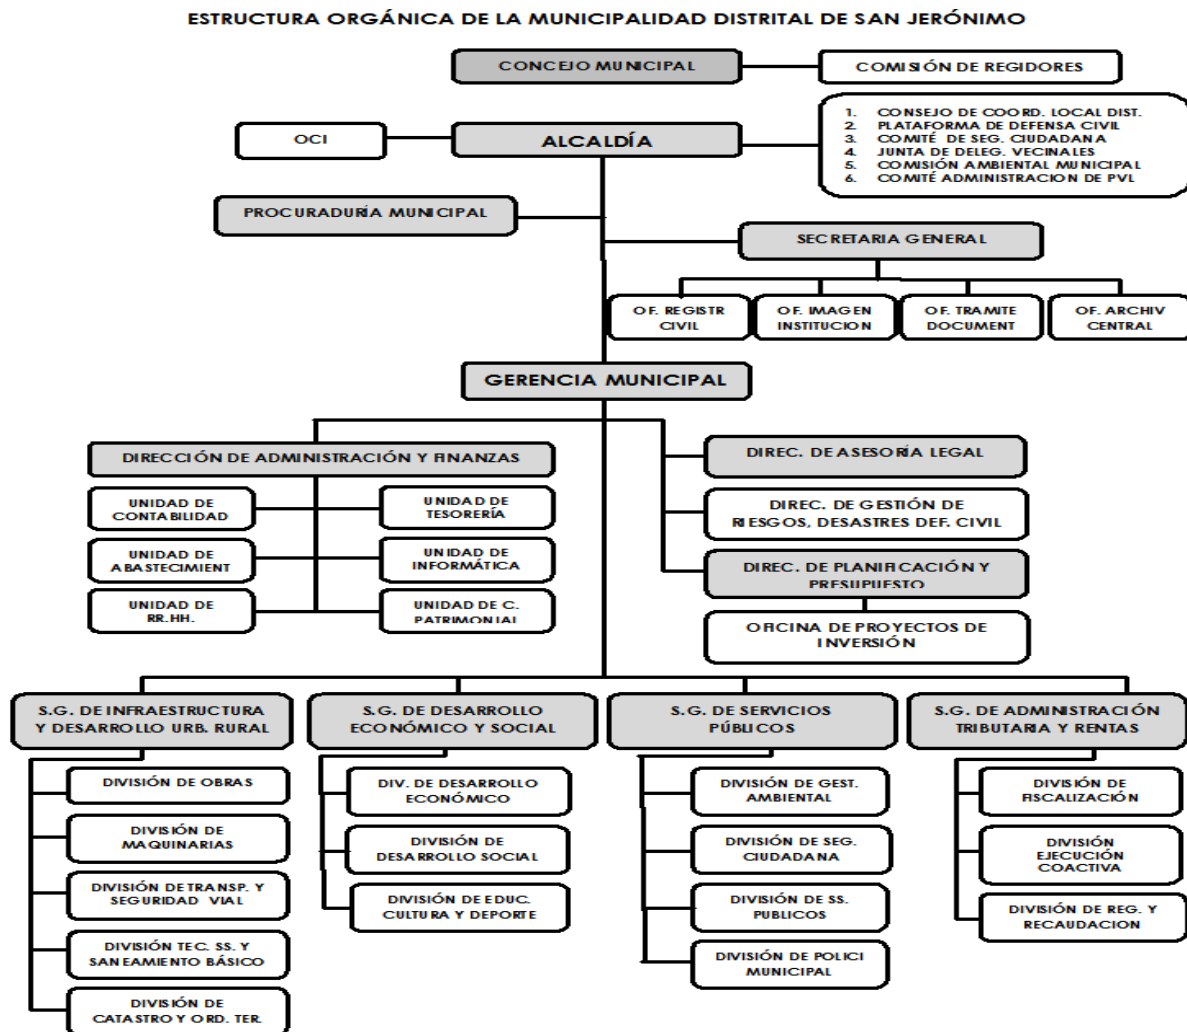 ESTRUCTURA ORGÁNICA DE LA MUNICIPALIDAD DISTRITAL DE SAN JERÓNIMO
CONCEJO MUNICIPAL
COMISIÓN DE REGIDORES
OCI
ALCALDÍA
1. CONSEJO DE COORD. LOCAL DIST.
2. PLATAFORMA DE DEFENSA CIVIL
3. COMITÉ DE SEG. CIUDADANA
4. JUNTA DE DELEG. VECINALES
5. COMISIÓN AMBIENTAL MUNICIPAL
6. COMITÉ ADMINISTRACION DE PVL
PROCURADURÍA MUNICIPAL
SECRETARIA GENERAL
OF. REGISTR
CIVIL
OF. IMAGEN
INSTITUCION
OF. TRAMITE
DOCUMENT
OF. ARCHIV
CENTRAL
GERENCIA MUNICIPAL
DIRECCIÓN DE ADMINISTRACIÓN Y FINANZAS
UNIDAD DE
CONTABILIDAD
UNIDAD DE
TESORERÍA
UNIDAD DE
ABASTECIMIENT
UNIDAD DE
INFORMÁTICA
UNIDAD DE
RR.HH.
UNIDAD DE C.
PATRIMONIAL
DIREC. DE ASESORÍA LEGAL
DIREC. DE GESTIÓN DE
RIESGOS, DESASTRES DEF. CIVIL
DIREC. DE PLANIFICACIÓN Y
PRESUPUESTO
OFICINA DE PROYECTOS DE
INVERSIÓN
S.G. DE INFRAESTRUCTURA
Y DESARROLLO URB. RURAL
DIVISIÓN DE OBRAS
DIVISIÓN DE
MAQUINARIAS
DIVISIÓN DE TRANSP. Y
SEGURIDAD VIAL
DIVISIÓN TEC. SS. Y
SANEAMIENTO BÁSICO
DIVISIÓN DE
CATASTRO Y ORD. TER.
S.G. DE DESARROLLO
ECONÓMICO Y SOCIAL
DIV. DE DESARROLLO
ECONÓMICO
DIVISIÓN DE
DESARROLLO SOCIAL
DIVISIÓN DE EDUC.
CULTURA Y DEPORTE
S.G. DE SERVICIOS
PÚBLICOS
DIVISIÓN DE GEST.
AMBIENTAL
DIVISIÓN DE SEG.
CIUDADANA
DIVISIÓN DE SS.
PUBLICOS
DIVISIÓN DE POLICI
MUNICIPAL
S.G. DE ADMINISTRACIÓN
TRIBUTARIA Y RENTAS
DIVISIÓN DE
FISCALIZACIÓN
DIVISIÓN
EJECUCIÓN
COACTIVA
DIVISIÓN DE REG. Y
RECAUDACION